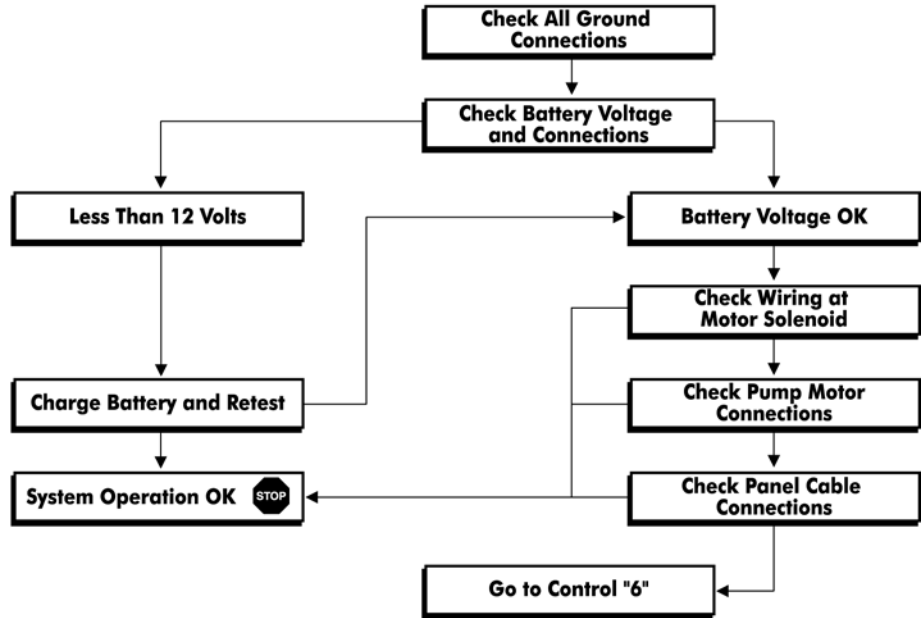 Check All Ground
Connections
Check Battery Voltage
and Connections
Less Than 12 Volts
Battery Voltage OK
Check Wiring at
Motor Solenoid
Charge Battery and Retest
Check Pump Motor
Connections
System Operation OK
STOP
Check Panel Cable
Connections
Go to Control "6"